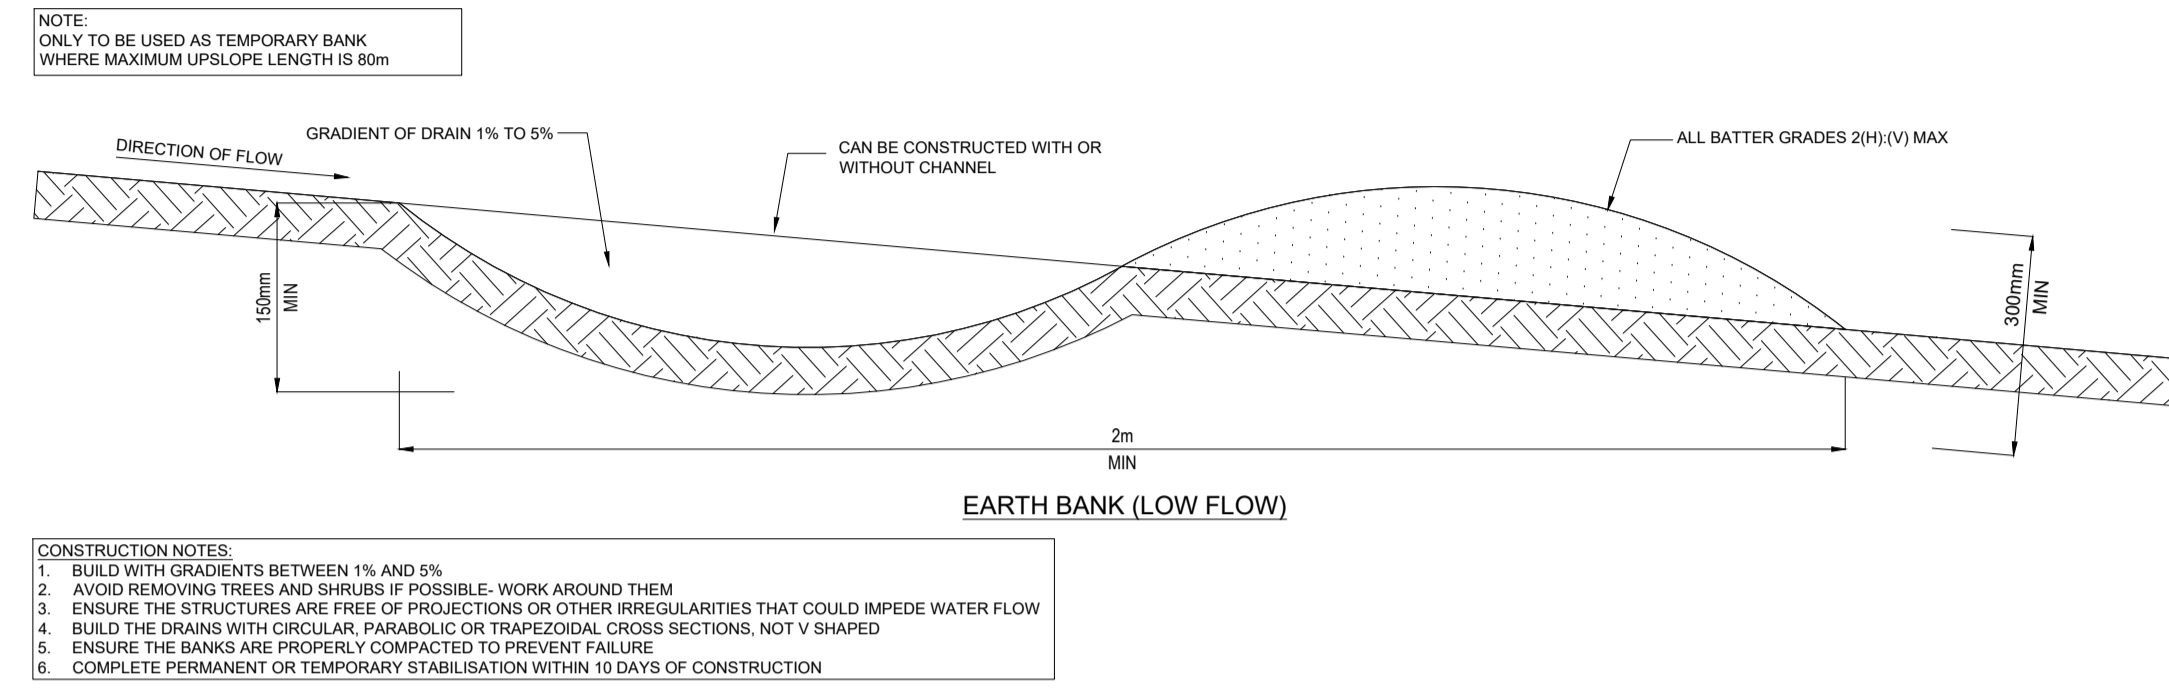 NOTE:
ONLY TO BE USED AS TEMPORARY BANK
WHERE MAXIMUM UPSLOPE LENGTH IS 80m
DIRECTION OF FLOW
GRADIENT OF DRAIN 1% TO 5%
CAN BE CONSTRUCTED WITH OR
WITHOUT CHANNEL
ALL BATTER GRADES 2(H):(V) MAX
150mm
MIN
300mm
MIN
2m
MIN
EARTH BANK (LOW FLOW)
CONSTRUCTION NOTES:
1. BUILD WITH GRADIENTS BETWEEN 1% AND 5%
2. AVOID REMOVING TREES AND SHRUBS IF POSSIBLE- WORK AROUND THEM
3. ENSURE THE STRUCTURES ARE FREE OF PROJECTIONS OR OTHER IRREGULARITIES THAT COULD IMPEDE WATER FLOW
4. BUILD THE DRAINS WITH CIRCULAR, PARABOLIC OR TRAPEZOIDAL CROSS SECTIONS, NOT V SHAPED
5. ENSURE THE BANKS ARE PROPERLY COMPACTED TO PREVENT FAILURE
6. COMPLETE PERMANENT OR TEMPORARY STABILISATION WITHIN 10 DAYS OF CONSTRUCTION